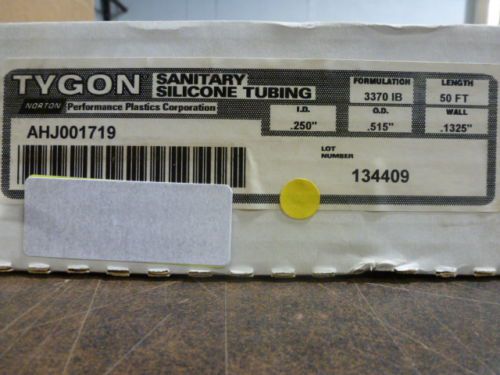 TYGON® SANITARY SILICONE TUBING
NORTON Performance Plastics Corporation
FORMULATION
3370 IB
LENGTH
50 FT
I.D.
.250"
O.D.
.515"
WALL
.1325"
AHJ001719
LOT NUMBER
134409